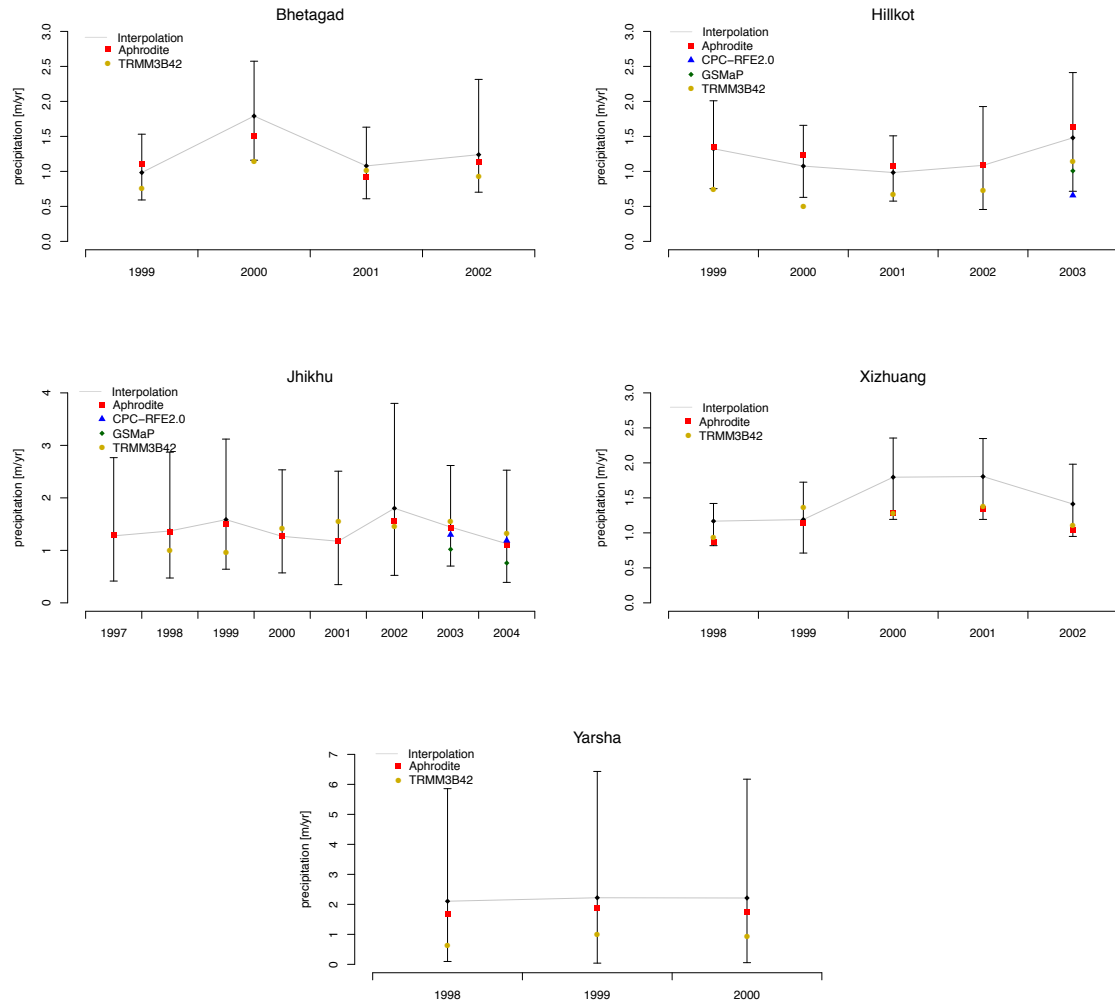 Bhetagad
precipitation [m/yr]
0.0 0.5 1.0 1.5 2.0 2.5 3.0
Interpolation
Aphrodite
TRMM3B42
1999 2000 2001 2002
Hillkot
precipitation [m/yr]
0.0 0.5 1.0 1.5 2.0 2.5 3.0
Interpolation
Aphrodite
CPC-RFE2.0
GSMaP
TRMM3B42
1999 2000 2001 2002 2003
Jhikhu
precipitation [m/yr]
0 1 2 3 4
Interpolation
Aphrodite
CPC-RFE2.0
GSMaP
TRMM3B42
1997 1998 1999 2000 2001 2002 2003 2004
Xizhuang
precipitation [m/yr]
0.0 0.5 1.0 1.5 2.0 2.5 3.0
Interpolation
Aphrodite
TRMM3B42
1998 1999 2000 2001 2002
Yarsha
precipitation [m/yr]
0 1 2 3 4 5 6 7
Interpolation
Aphrodite
TRMM3B42
1998 1999 2000